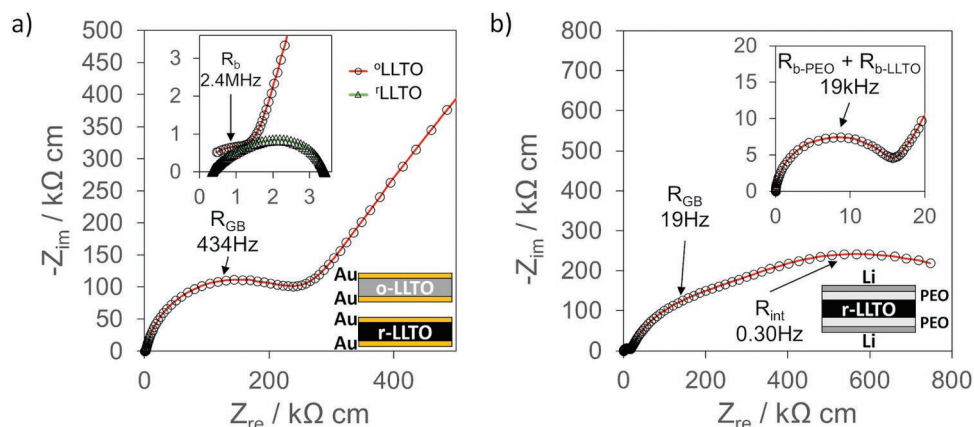 a)
500
450
400
350
300
250
200
150
100
50
0
-Z_im / kΩ cm
0
200
400
Z_re / kΩ cm
3
2
1
0
0
1
2
3
R_b
2.4MHz
°LLTO
ʳLLTO
R_GB
434Hz
Au
o-LLTO
Au
Au
r-LLTO
Au
b)
800
700
600
500
400
300
200
100
0
-Z_im / kΩ cm
0
200
400
600
800
Z_re / kΩ cm
20
15
10
5
0
0
10
20
R_b-PEO + R_b-LLTO
19kHz
R_GB
19Hz
R_int
0.30Hz
Li
PEO
r-LLTO
PEO
Li